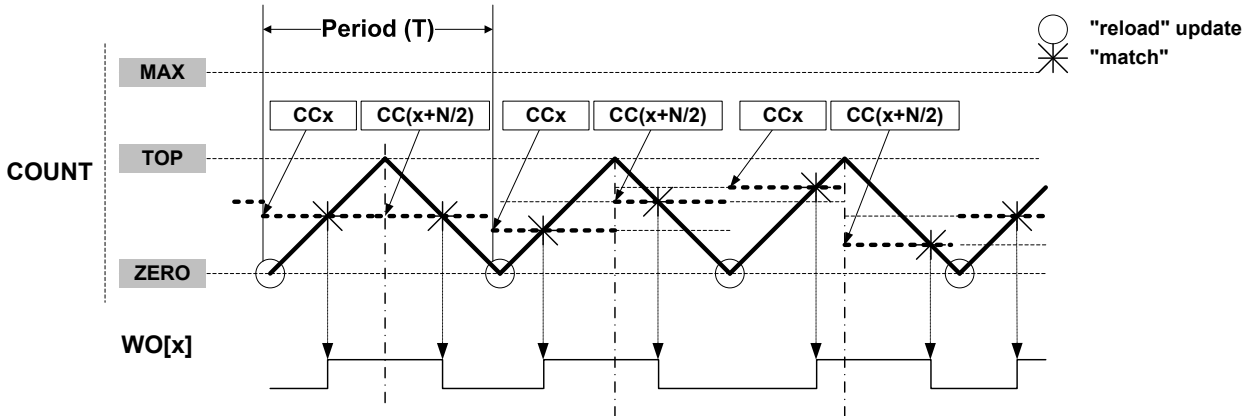 Period (T)
"reload" update
"match"
MAX
CCx
CC(x+N/2)
CCx
CC(x+N/2)
CCx
CC(x+N/2)
TOP
COUNT
ZERO
WO[x]